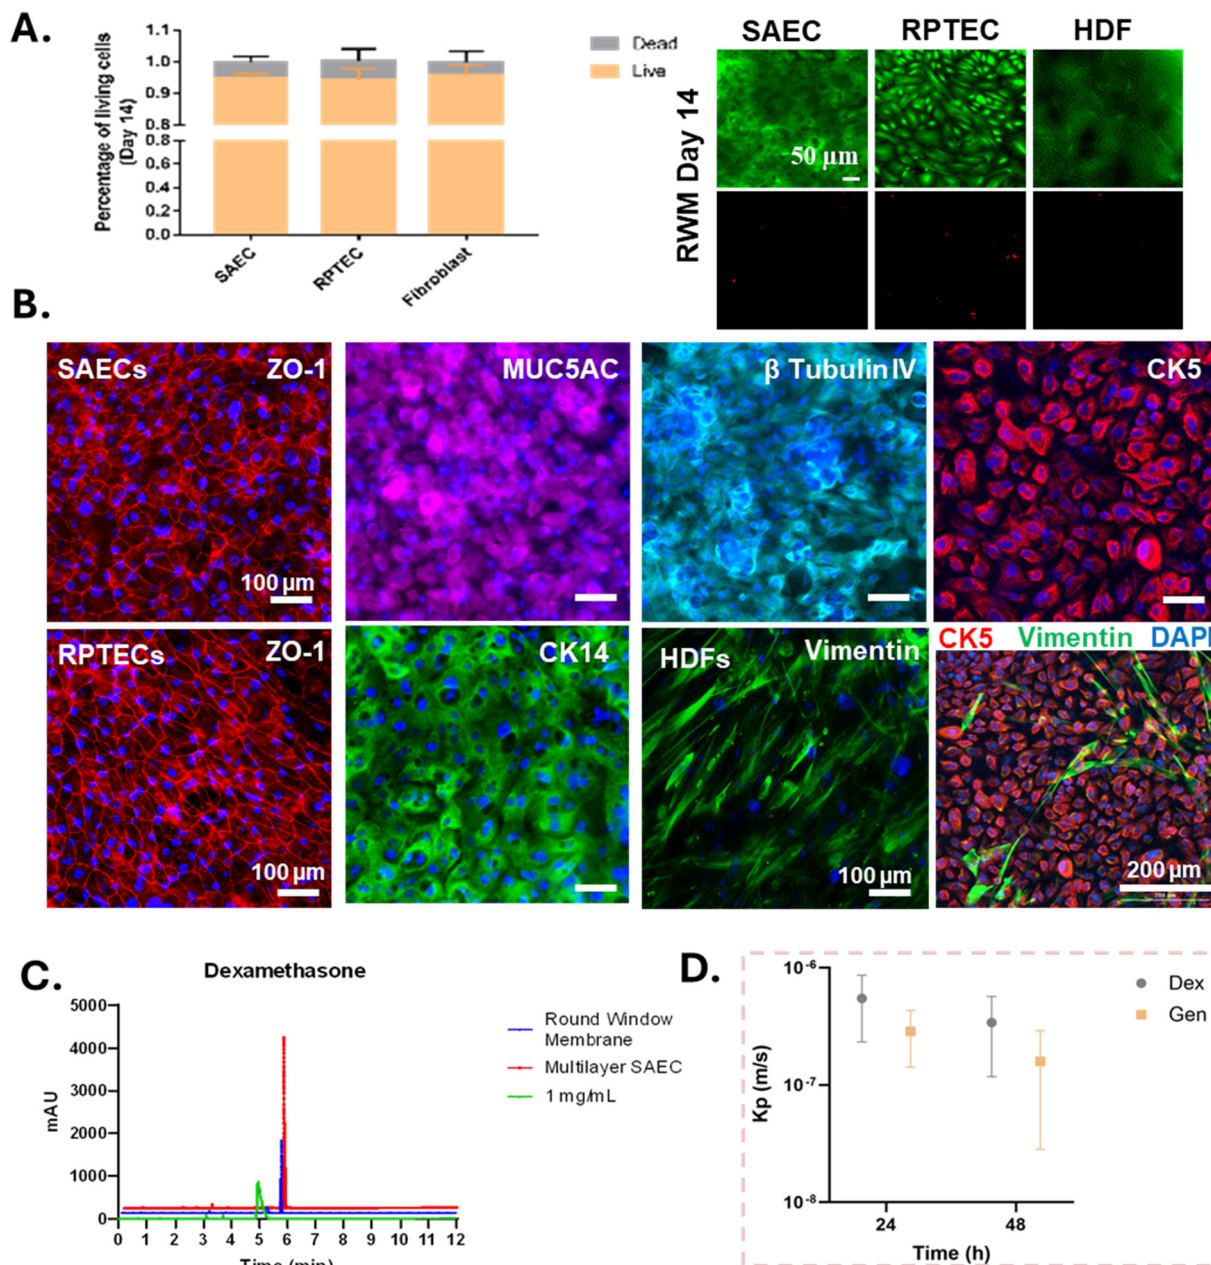 A.
Percentage of living cells
(Day 14)
1.1
1.0
0.9
0.8
0.8
0.6
0.4
0.2
0.0
SAEC
RPTEC
Fibroblast
Dead
Live
SAEC RPTEC HDF
RWM Day 14
50 µm
B.
SAECs ZO-1
100 µm
MUC5AC
β Tubulin IV
CK5
RPTECs ZO-1
100 µm
CK14
HDFs Vimentin
100 µm
CK5 Vimentin DAPI
200 µm
C.
Dexamethasone
mAU
5000
4000
3000
2000
1000
0
0 1 2 3 4 5 6 7 8 9 10 11 12
Time (min)
Round Window
Membrane
Multilayer SAEC
1 mg/mL
D.
Kp (m/s)
10-6
10-7
10-8
24 48
Time (h)
Dex
Gen